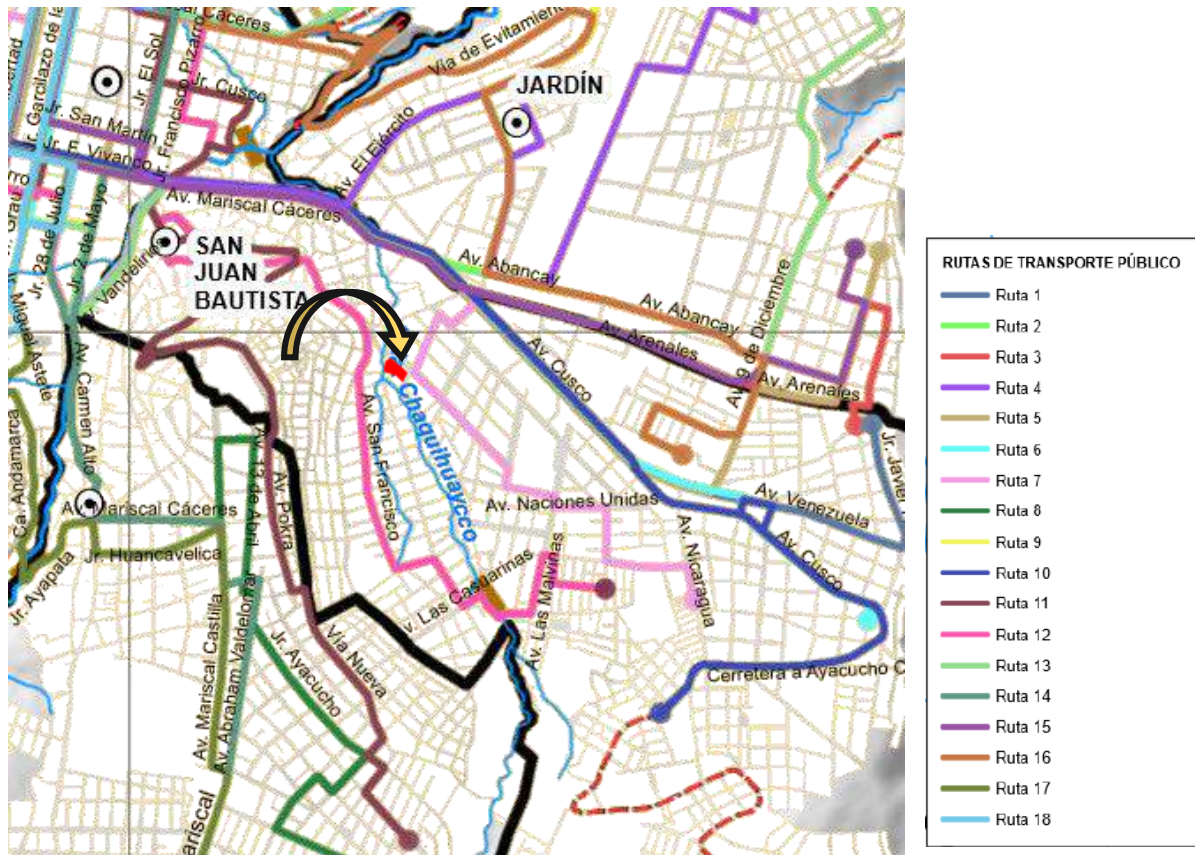 al Cáceres
Vía de Evitamiento
Jr. Garcilazo de la
Jr. El Sol
Jr. Francisco Pizarro
Jr. Cusco
JARDÍN
Jr. San Martín
Jr. F. Vivanco
Av. El Ejército
Av. Mariscal Cáceres
Jr. 28 de Julio
Jr. 2 de Mayo
Grau
Vandelin
SAN
JUAN
BAUTISTA
Av. Abancay
Av. Abancay
Av. 9 de Diciembre
Av. Arenales
Av. Arenales
Av. Cusco
Miguel Astete
Av. Carmen Alto
Chaquihuaycco
Av. San Francisco
Ca. Andamarca
Av. 13 de Abril
Av. Pokra
Mariscal Cáceres
Jr. Huancavelica
Jr. Ayapata
Av. Naciones Unidas
Av. Venezuela
Jr. Javier
Av. Cusco
Av. Nicaragua
v. Las Casuarinas
Av. Las Malvinas
Av. Mariscal Castilla
Av. Abraham Valdelomar
Jr. Ayacucho
Vía Nueva
Cerretera a Ayacucho C
ariscal
RUTAS DE TRANSPORTE PÚBLICO
Ruta 1
Ruta 2
Ruta 3
Ruta 4
Ruta 5
Ruta 6
Ruta 7
Ruta 8
Ruta 9
Ruta 10
Ruta 11
Ruta 12
Ruta 13
Ruta 14
Ruta 15
Ruta 16
Ruta 17
Ruta 18